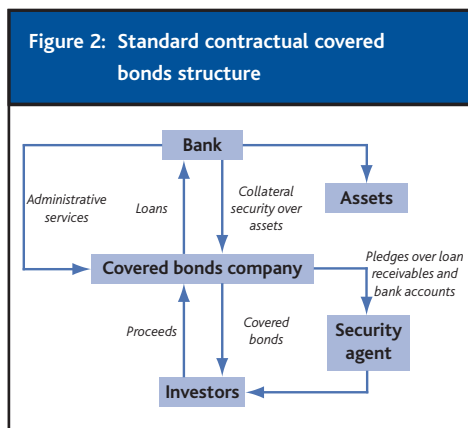 Figure 2: Standard contractual covered
bonds structure
Bank
Administrative
services
Loans
Collateral
security over
assets
Assets
Covered bonds company
Pledges over loan
receivables and
bank accounts
Proceeds
Covered
bonds
Security
agent
Investors